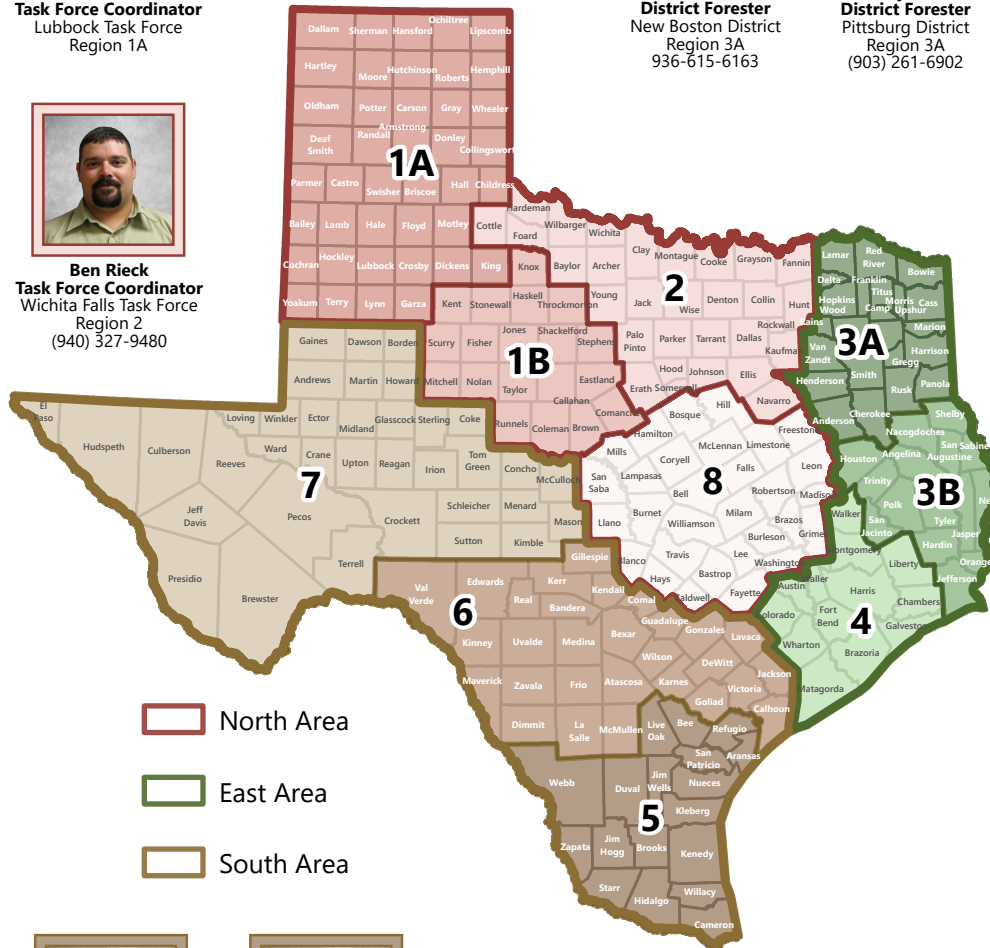 Task Force Coordinator
Lubbock Task Force
Region 1A
District Forester
New Boston District
Region 3A
936-615-6163
District Forester
Pittsburg District
Region 3A
(903) 261-6902
Ben Rieck
Task Force Coordinator
Wichita Falls Task Force
Region 2
(940) 327-9480
Dallam Sherman Hansford Ochiltree Lipscomb
Hartley Moore Hutchinson Roberts Hemphill
Oldham Potter Carson Gray Wheeler
Deaf Smith Randall Armstrong Donley Collingswort
1A
Parmer Castro Swisher Briscoe Hall Childress
Bailey Lamb Hale Floyd Motley
Cochran Hockley Lubbock Crosby Dickens King
Yoakum Terry Lynn Garza
Cottle Hardeman Foard Wilbarger Wichita
Clay Montague Cooke Grayson Fannin
Baylor Archer Young Jack Wise Denton Collin Hunt
2
Rockwall
Palo Pinto Parker Tarrant Dallas Kaufma
Hood Johnson Ellis
Erath Somervell Navarro
Knox
Kent Stonewall Haskell Throckmorton
Jones Shackelford Stephens
Scurry Fisher
1B
Mitchell Nolan Taylor Callahan Eastland
Runnels Coleman Brown Comanche
Lamar Red River Bowie
Delta Franklin Titus
Hopkins Wood Camp Morris Cass Upshur
Rains Marion
3A
Van Zandt Smith Gregg Harrison
Henderson Rusk Panola
Anderson Cherokee
Shelby
Nacogdoches
Houston Angelina San Augustine Sabine
Trinity
3B
Polk Tyler Jasper Ne
San Jacinto Hardin Orange
Jefferson
Walker
Montgomery Liberty
Waller Harris Chambers
Austin
Colorado Fort Bend Galveston
4
Wharton Brazoria
Matagorda
Hill Bosque
Hamilton McLennan Limestone Freestone
Mills Coryell Falls Leon
San Saba Lampasas
8
Bell Robertson Madiso
Llano Burnet Williamson Milam Brazos Grime
Burleson
Blanco Travis Lee Washingto
Hays Bastrop Fayette
Caldwell
Gaines Dawson Borden
Andrews Martin Howard
El Paso Loving Winkler Ector Midland Glasscock Sterling Coke
Hudspeth Culberson Reeves Ward Crane Upton Reagan Irion Tom Green Concho McCulloch
7
Jeff Davis Pecos Crockett Schleicher Menard Mason
Sutton Kimble
Presidio Brewster Terrell
Gillespie
Val Verde Edwards Kerr Kendall
Real Bandera Comal
6
Guadalupe Gonzales Lavaca
Kinney Uvalde Medina Bexar
Wilson DeWitt Jackson
Maverick Zavala Frio Atascosa Karnes Victoria
Goliad Calhoun
Dimmit La Salle McMullen
Live Oak Bee Refugio
San Patricio Aransas
Webb Duval Jim Wells Nueces
5
Kleberg
Zapata Jim Hogg Brooks Kenedy
Starr Hidalgo Willacy
Cameron
North Area
East Area
South Area